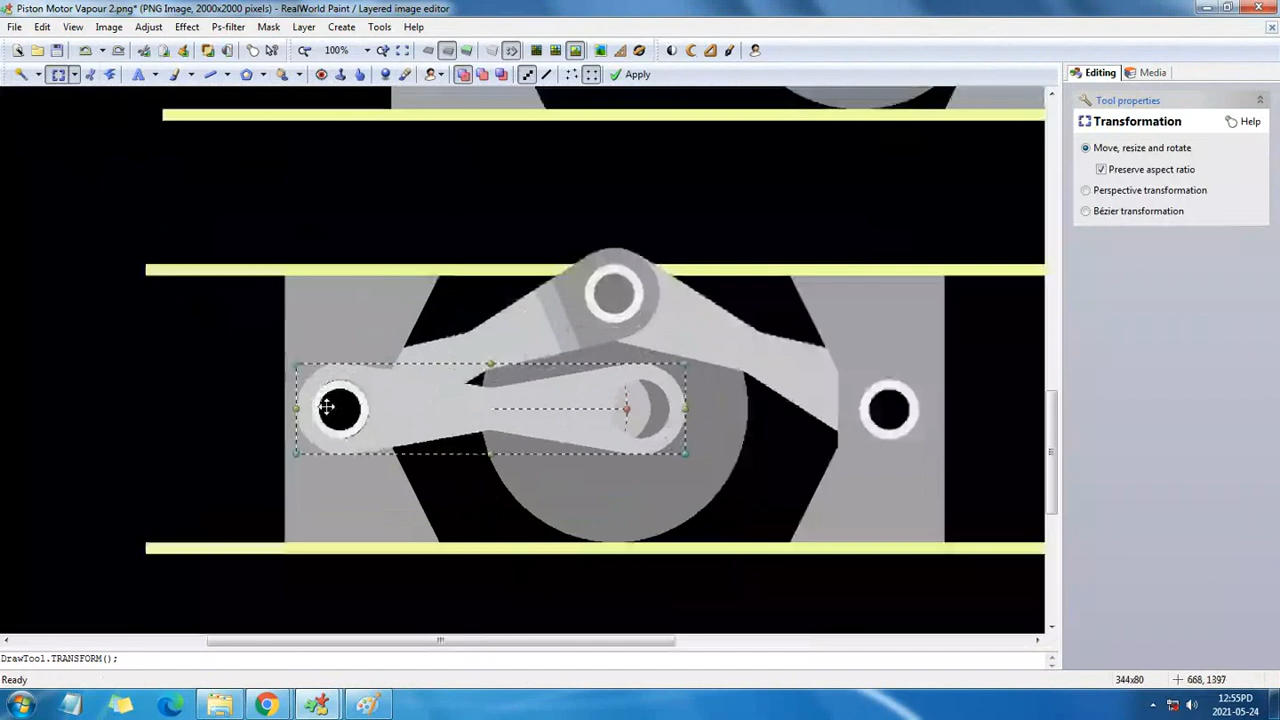 Piston Motor Vapour 2.png* (PNG Image, 2000x2000 pixels) - RealWorld Paint / Layered image editor
File Edit View Image Adjust Effect Ps-filter Mask Layer Create Tools Help
100%
Apply
Editing Media
Tool properties
Transformation Help
Move, resize and rotate
Preserve aspect ratio
Perspective transformation
Bézier transformation
DrawTool.TRANSFORM();
Ready 344x80 668, 1397
12:55PD
2021-05-24